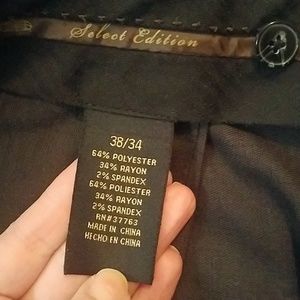 Select Edition
38/34
64% POLYESTER
34% RAYON
2% SPANDEX
64% POLIESTER
34% RAYON
2% SPANDEX
RN#37763
MADE IN CHINA
HECHO EN CHINA